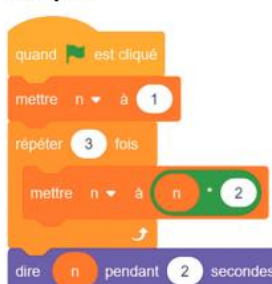 quand est cliqué
mettre n à 1
répéter 3 fois
mettre n à n * 2
dire n pendant 2 secondes